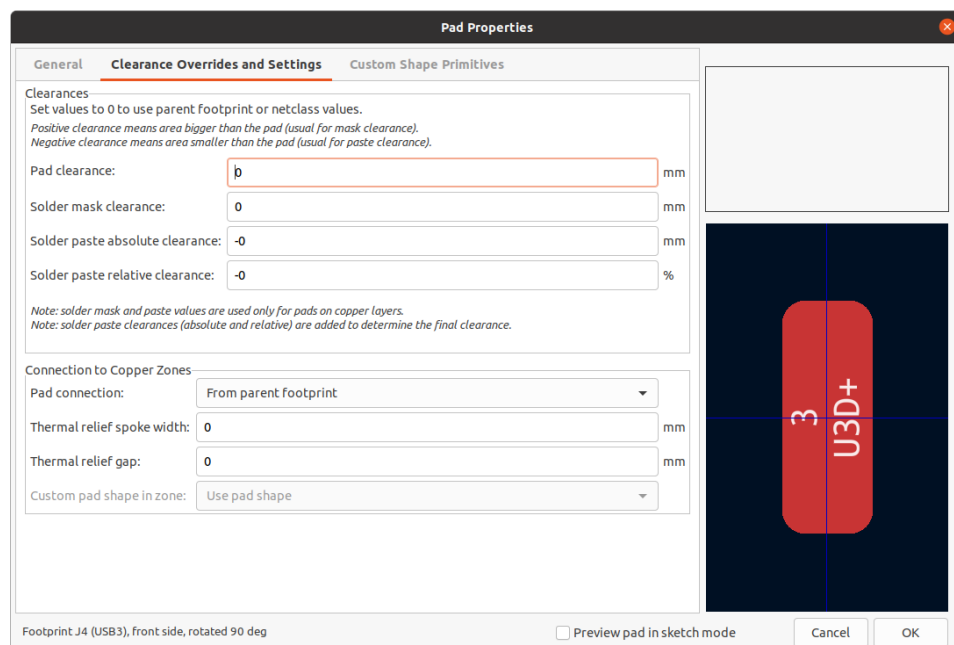 Pad Properties
General Clearance Overrides and Settings Custom Shape Primitives
Clearances
Set values to 0 to use parent footprint or netclass values.
Positive clearance means area bigger than the pad (usual for mask clearance).
Negative clearance means area smaller than the pad (usual for paste clearance).
Pad clearance: 0 mm
Solder mask clearance: 0 mm
Solder paste absolute clearance: -0 mm
Solder paste relative clearance: -0 %
Note: solder mask and paste values are used only for pads on copper layers.
Note: solder paste clearances (absolute and relative) are added to determine the final clearance.
Connection to Copper Zones
Pad connection: From parent footprint
Thermal relief spoke width: 0 mm
Thermal relief gap: 0 mm
Custom pad shape in zone: Use pad shape
3
U3D+
Footprint J4 (USB3), front side, rotated 90 deg
Preview pad in sketch mode
Cancel OK